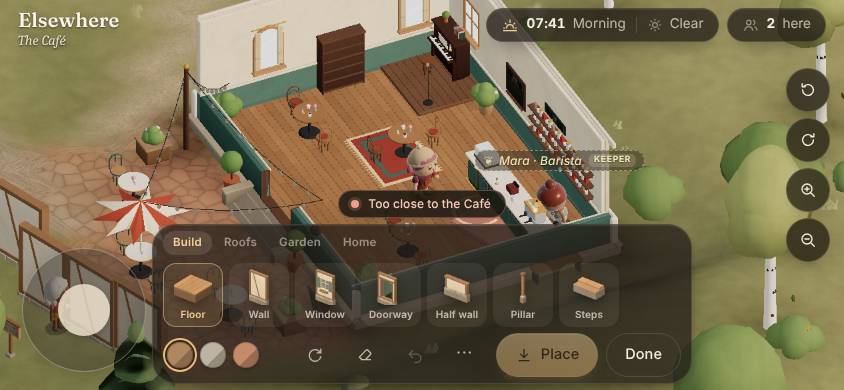 Elsewhere
The Café
07:41 Morning
Clear
2 here
Mara · Barista KEEPER
Too close to the Café
Build Roofs Garden Home
Floor Wall Window Doorway Half wall Pillar Steps
Place Done